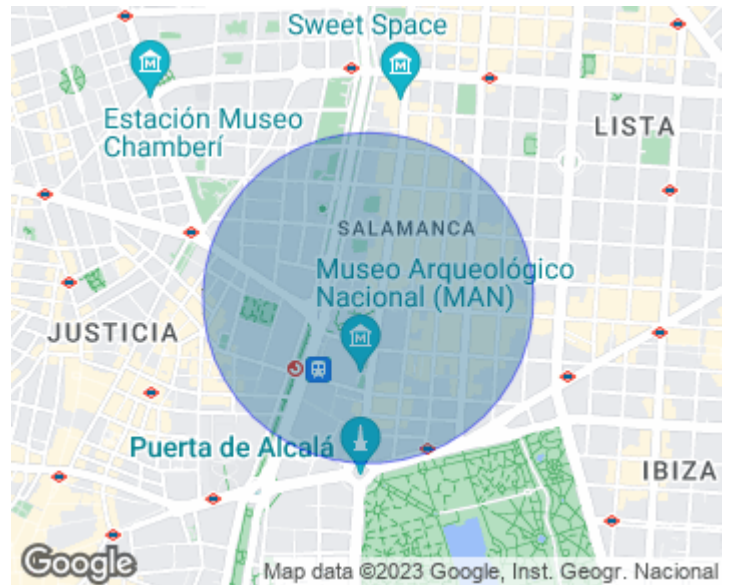 Sweet Space
Estación Museo
Chamberí
LISTA
SALAMANCA
Museo Arqueológico
Nacional (MAN)
JUSTICIA
Puerta de Alcalá
IBIZA
Google
Map data ©2023 Google, Inst. Geogr. Nacional